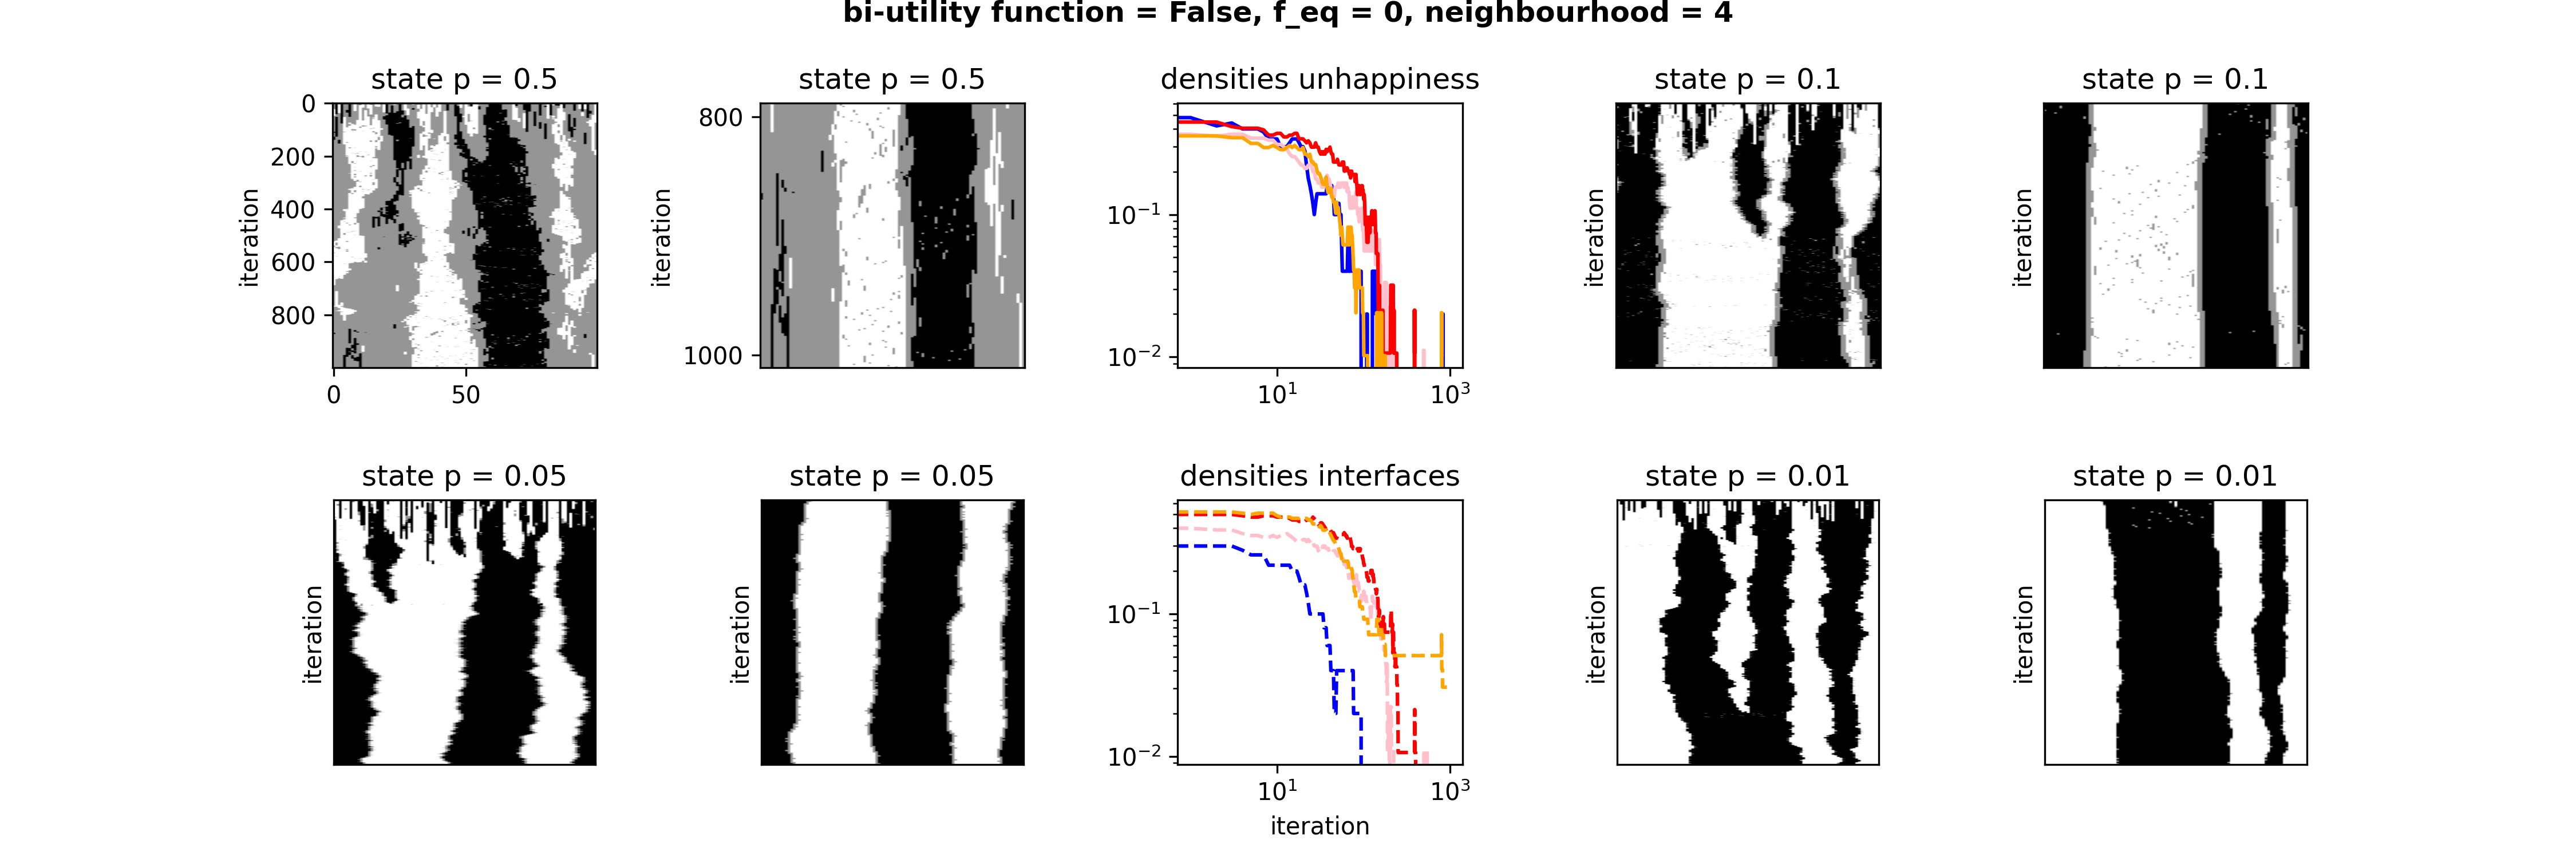 bi-utility function = False, f_eq = 0, neighbourhood = 4
state p = 0.5
0
200
400
600
800
iteration
0
50
state p = 0.5
800
1000
iteration
densities unhappiness
10⁻¹
10⁻²
10¹
10³
state p = 0.1
iteration
state p = 0.1
iteration
state p = 0.05
iteration
state p = 0.05
iteration
densities interfaces
10⁻¹
10⁻²
10¹
10³
iteration
state p = 0.01
iteration
state p = 0.01
iteration